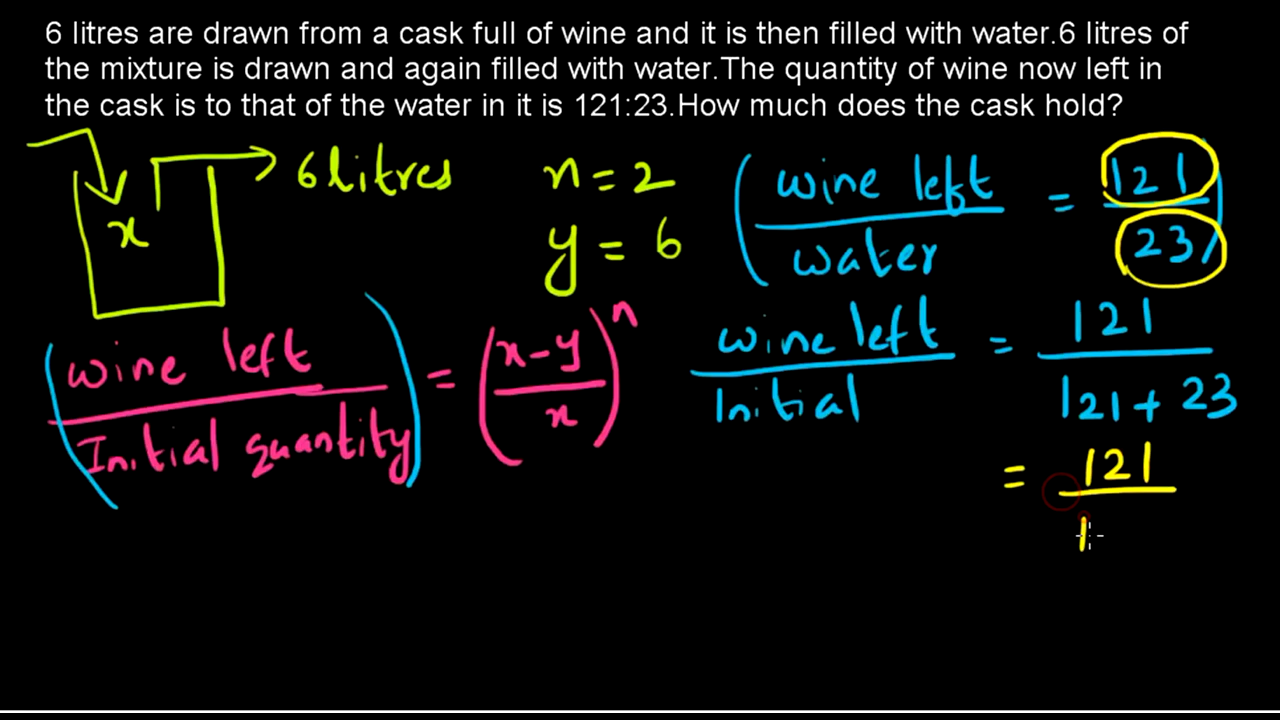 6 litres are drawn from a cask full of wine and it is then filled with water.6 litres of
the mixture is drawn and again filled with water.The quantity of wine now left in
the cask is to that of the water in it is 121:23.How much does the cask hold?
x
6 litres
n = 2
y = 6
(wine left / water = 121 / 23)
(wine left / Initial quantity) = (x-y / x)^n
wine left / Initial = 121 / 121 + 23
= 121 / 1